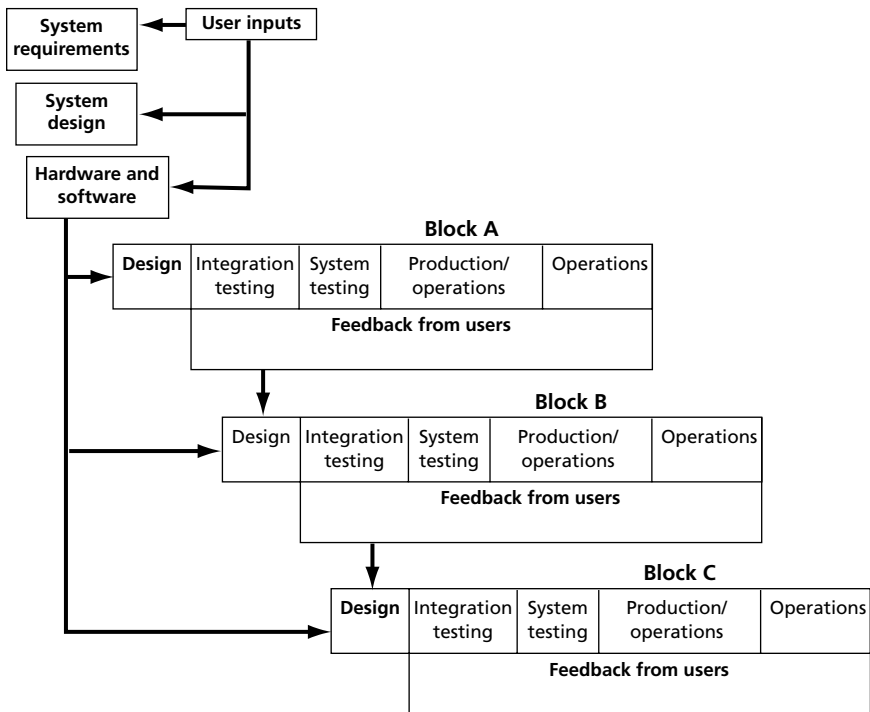 System
requirements
User inputs
System
design
Hardware and
software
Block A
Design
Integration
testing
System
testing
Production/
operations
Operations
Feedback from users
Block B
Design
Integration
testing
System
testing
Production/
operations
Operations
Feedback from users
Block C
Design
Integration
testing
System
testing
Production/
operations
Operations
Feedback from users